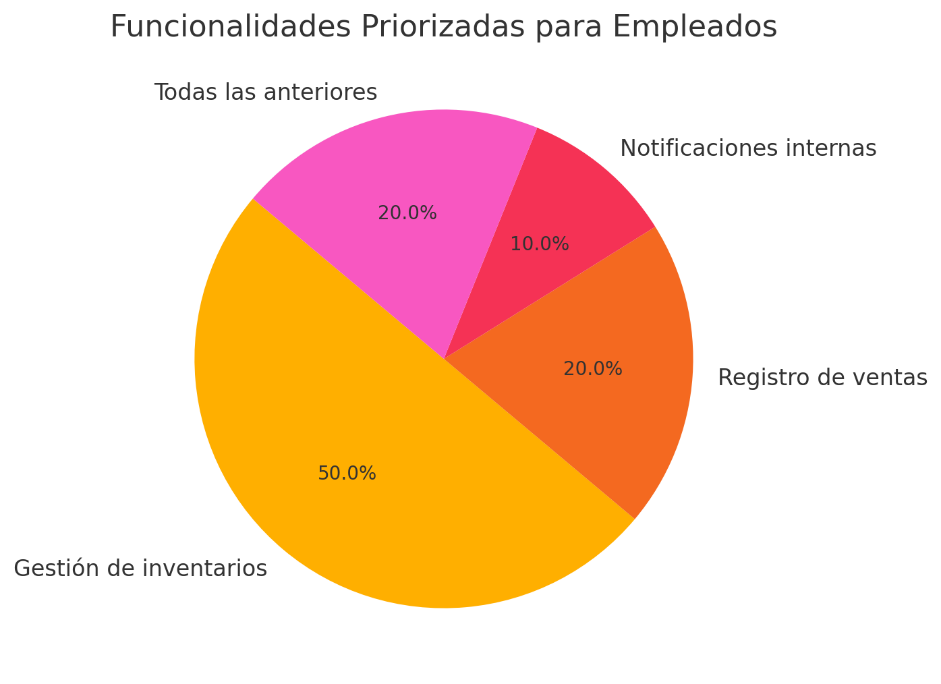 Funcionalidades Priorizadas para Empleados
Todas las anteriores
Notificaciones internas
20.0%
10.0%
20.0%
Registro de ventas
50.0%
Gestión de inventarios